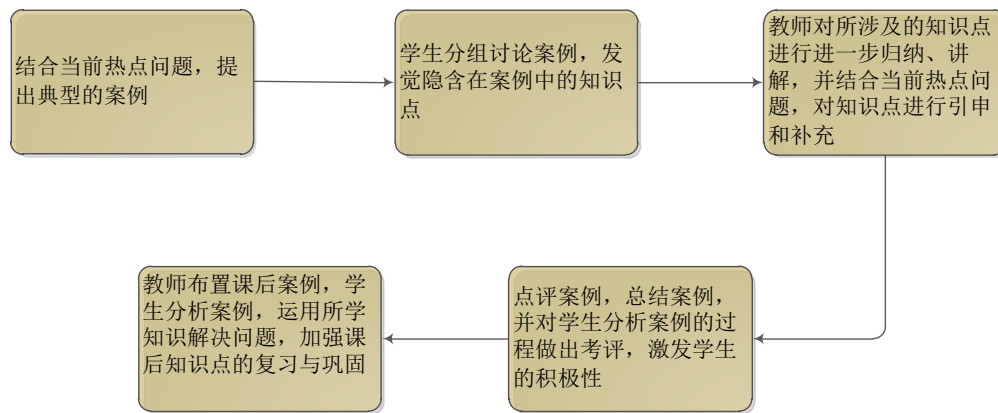 结合当前热点问题，提
出典型的案例
学生分组讨论案例，发
觉隐含在案例中的知识
点
教师对所涉及的知识点
进行进一步归纳、讲
解，并结合当前热点问
题，对知识点进行引申
和补充
点评案例，总结案例，
并对学生分析案例的过
程做出考评，激发学生
的积极性
教师布置课后案例，学
生分析案例，运用所学
知识解决问题，加强课
后知识点的复习与巩固